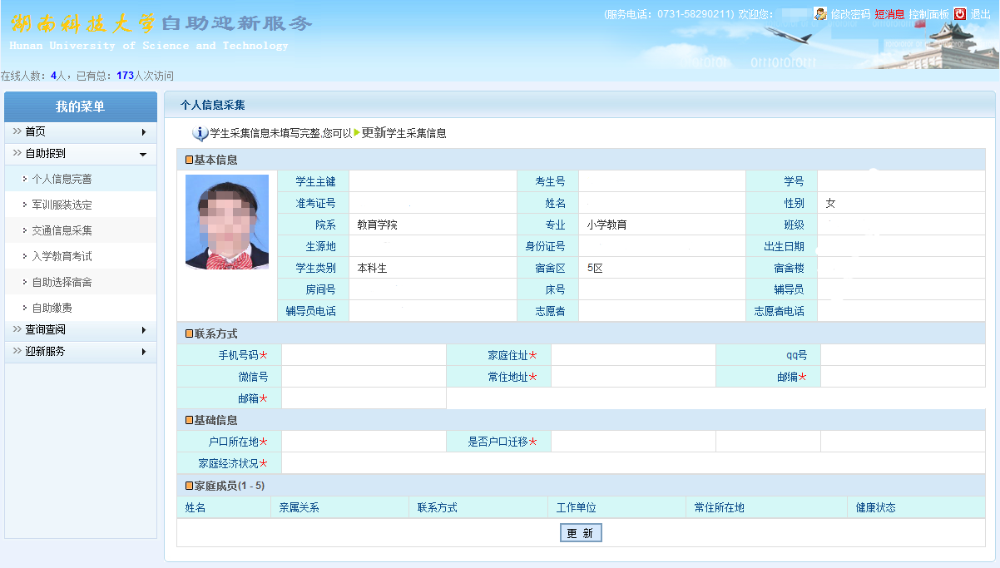 湖南科技大学自助迎新服务
Hunan University of Science and Technology
(服务电话：0731-58290211) 欢迎您: 修改密码 短消息 控制面板 退出
在线人数：4人，已有总：173人次访问
我的菜单
首页
自助报到
个人信息完善
军训服装选定
交通信息采集
入学教育考试
自助选择宿舍
自助缴费
查询查阅
迎新服务
个人信息采集
学生采集信息未填写完整,您可以更新学生采集信息
基本信息
学生主键 考生号 学号
准考证号 姓名 性别 女
院系 教育学院 专业 小学教育 班级
生源地 身份证号 出生日期
学生类别 本科生 宿舍区 5区 宿舍楼
房间号 床号 辅导员
辅导员电话 志愿者 志愿者电话
联系方式
手机号码* 家庭住址* qq号
微信号 常住地址* 邮编*
邮箱*
基础信息
户口所在地* 是否户口迁移*
家庭经济状况*
家庭成员(1 - 5)
姓名 亲属关系 联系方式 工作单位 常住所在地 健康状态
更 新